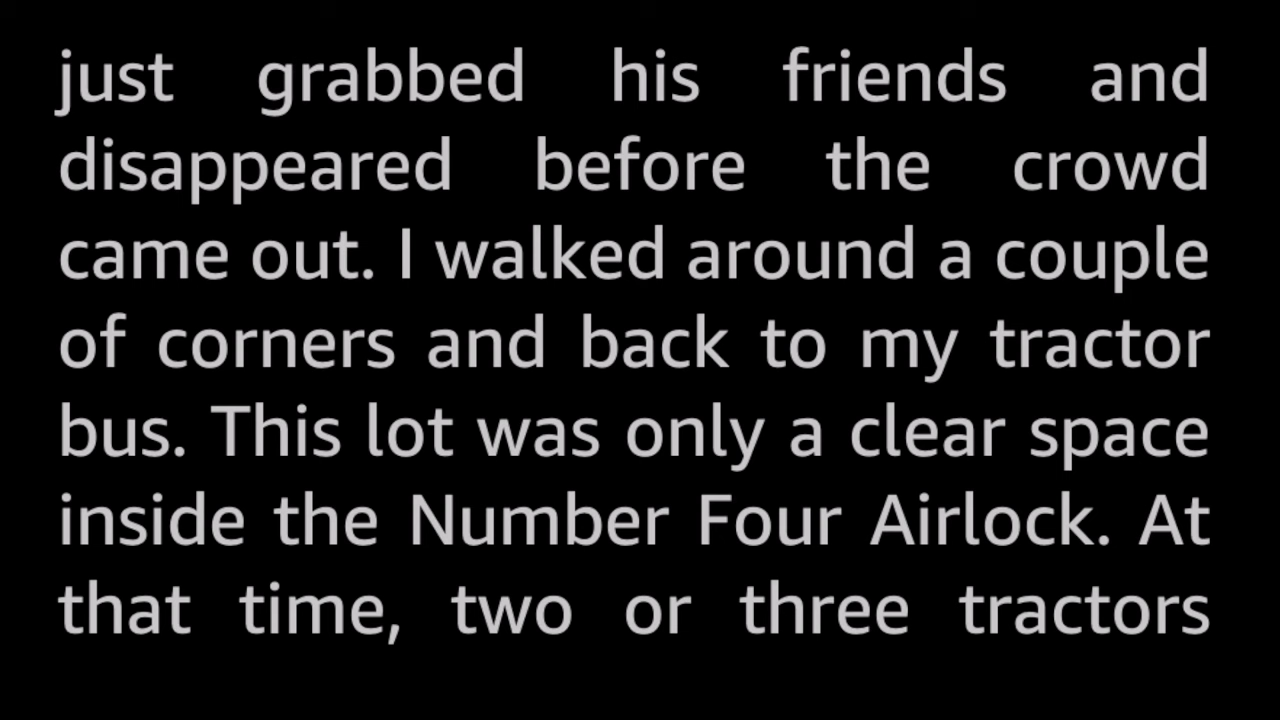 just grabbed his friends and
disappeared before the crowd
came out. I walked around a couple
of corners and back to my tractor
bus. This lot was only a clear space
inside the Number Four Airlock. At
that time, two or three tractors